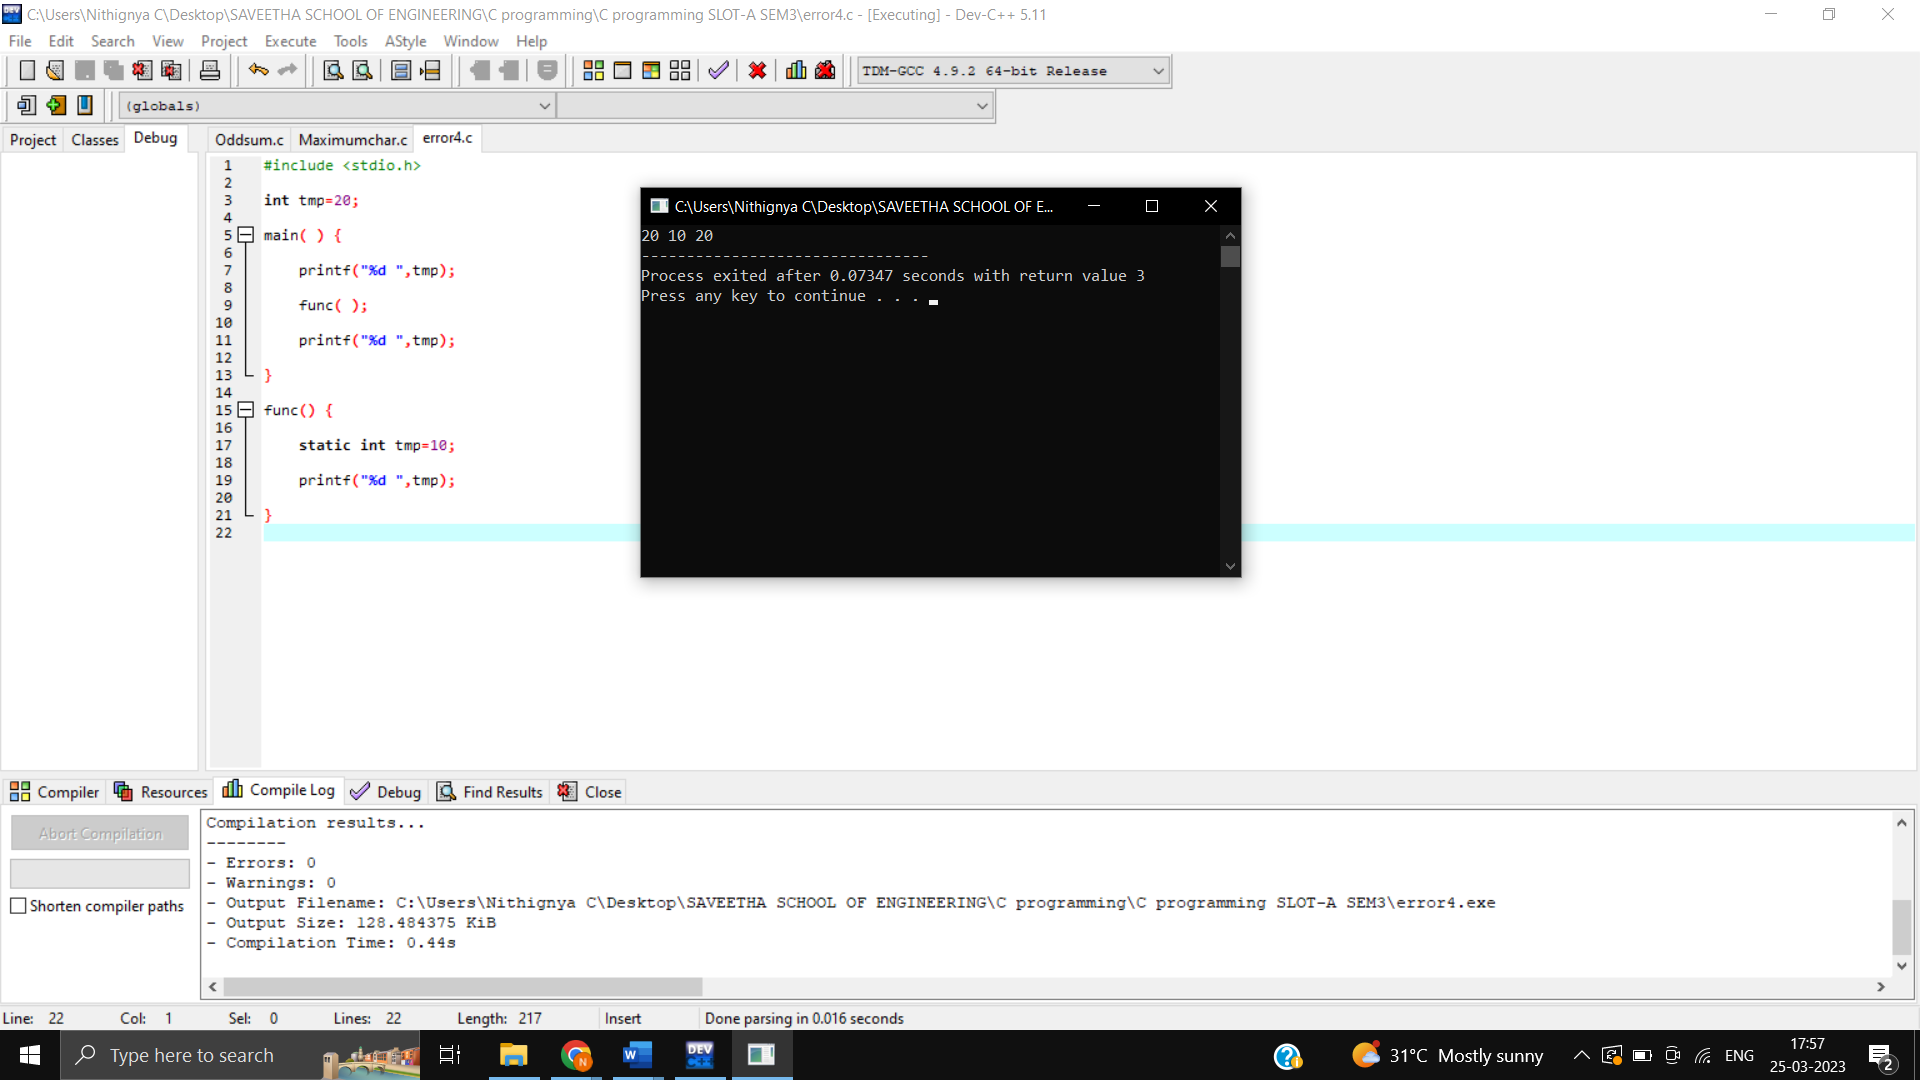 C:\Users\Nithignya C\Desktop\SAVEETHA SCHOOL OF ENGINEERING\C programming\C programming SLOT-A SEM3\error4.c - [Executing] - Dev-C++ 5.11
File Edit Search View Project Execute Tools AStyle Window Help
TDM-GCC 4.9.2 64-bit Release
(globals)
Project Classes Debug
Oddsum.c Maximumchar.c error4.c
1 #include <stdio.h>
2
3 int tmp=20;
4
5 main( ) {
6
7 printf("%d ",tmp);
8
9 func( );
10
11 printf("%d ",tmp);
12
13 }
14
15 func() {
16
17 static int tmp=10;
18
19 printf("%d ",tmp);
20
21 }
22
C:\Users\Nithignya C\Desktop\SAVEETHA SCHOOL OF E...
20 10 20
--------------------------------
Process exited after 0.07347 seconds with return value 3
Press any key to continue . . .
Compiler Resources Compile Log Debug Find Results Close
Abort Compilation
Shorten compiler paths
Compilation results...
--------
- Errors: 0
- Warnings: 0
- Output Filename: C:\Users\Nithignya C\Desktop\SAVEETHA SCHOOL OF ENGINEERING\C programming\C programming SLOT-A SEM3\error4.exe
- Output Size: 128.484375 KiB
- Compilation Time: 0.44s
Line: 22 Col: 1 Sel: 0 Lines: 22 Length: 217 Insert Done parsing in 0.016 seconds
Type here to search
DEV
31°C Mostly sunny
ENG
17:57
25-03-2023
2